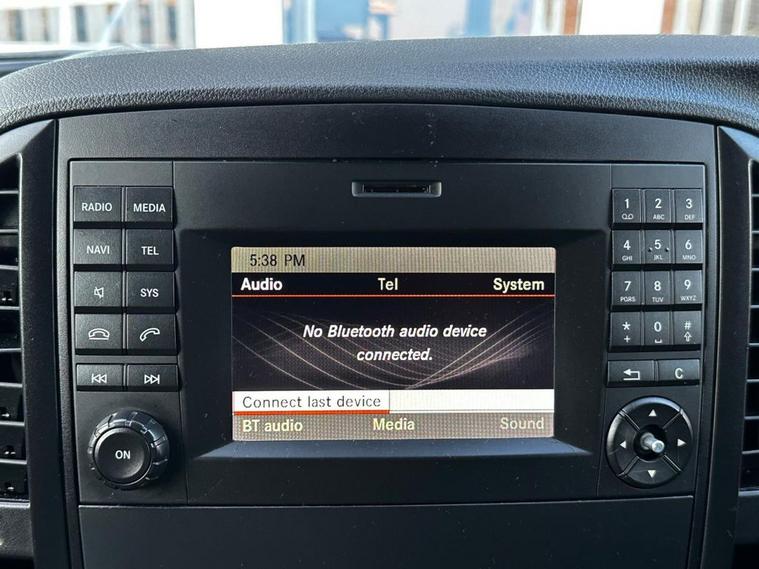 RADIO MEDIA
NAVI TEL
SYS
ON
5:38 PM
Audio Tel System
No Bluetooth audio device
connected.
Connect last device
BT audio Media Sound
1 2 3
ABC DEF
4 5 6
GHI JKL MNO
7 8 9
PQRS TUV WXYZ
* 0 #
+
C